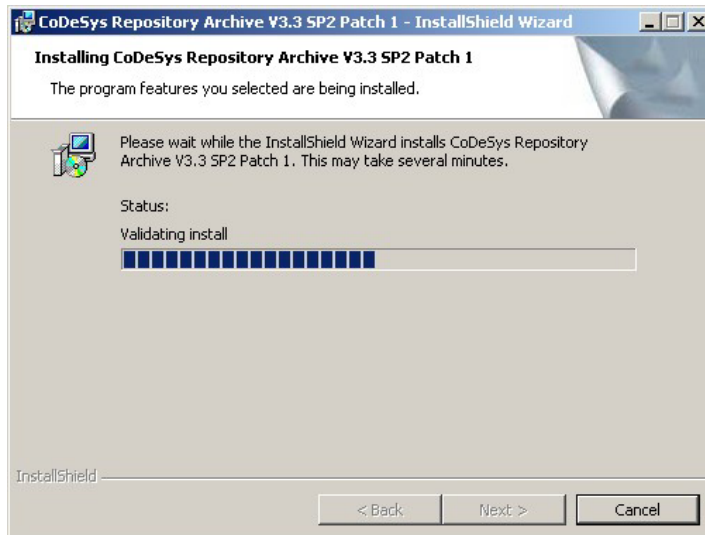 CoDeSys Repository Archive V3.3 SP2 Patch 1 - InstallShield Wizard
Installing CoDeSys Repository Archive V3.3 SP2 Patch 1
The program features you selected are being installed.
Please wait while the InstallShield Wizard installs CoDeSys Repository
Archive V3.3 SP2 Patch 1. This may take several minutes.
Status:
Validating install
InstallShield
< Back
Next >
Cancel